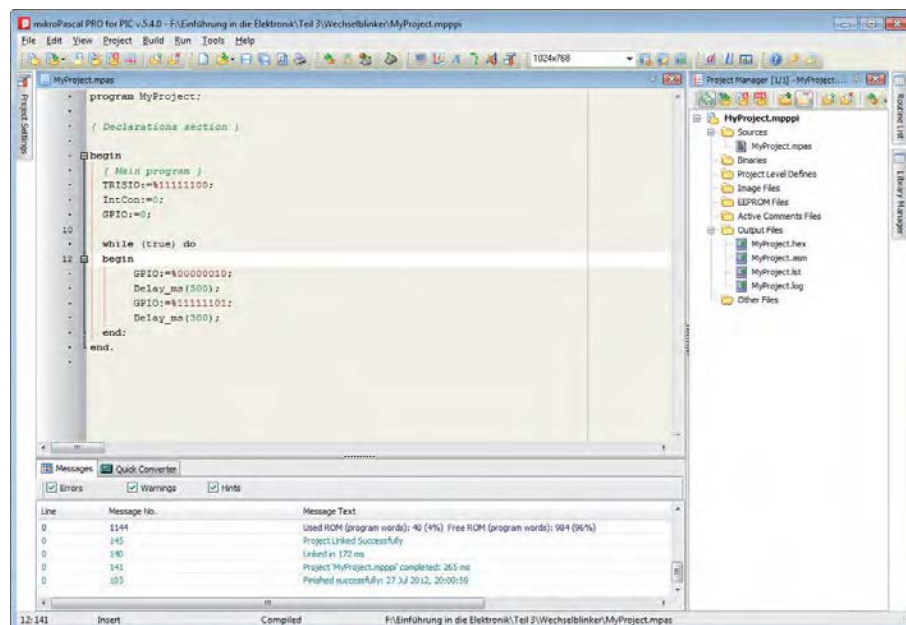 mikroPascal PRO for PIC v.5.4.0 - F:\Einführung in die Elektronik\Teil 3\Wechselblinker\MyProject.mpppi
File Edit View Project Build Run Tools Help
1024x768
MyProject.mpas
Project Settings
program MyProject;
{ Declarations section }
begin
{ Main program }
TRISIO:=%11111100;
IntCon:=0;
GPIO:=0;
10
while (true) do
12 begin
GPIO:=%00000010;
Delay_ms(300);
GPIO:=%11111101;
Delay_ms(300);
end;
end.
Project Manager [1/1] - MyProject....
MyProject.mpppi
Sources
MyProject.mpas
Binaries
Project Level Defines
Image Files
EEPROM Files
Active Comments Files
Output Files
MyProject.hex
MyProject.asm
MyProject.lst
MyProject.log
Other Files
Routine List
Library Manager
Messages Quick Converter
Errors Warnings Hints
Line Message No. Message Text
0 1144 Used ROM (program words): 40 (4%) Free ROM (program words): 984 (96%)
0 145 Project Linked Successfully
0 140 Linked in 172 ms
0 141 Project 'MyProject.mpppi' completed: 265 ms
0 103 Finished successfully: 27 Jul 2012, 20:00:59
12: 141 Insert Compiled F:\Einführung in die Elektronik\Teil 3\Wechselblinker\MyProject.mpas